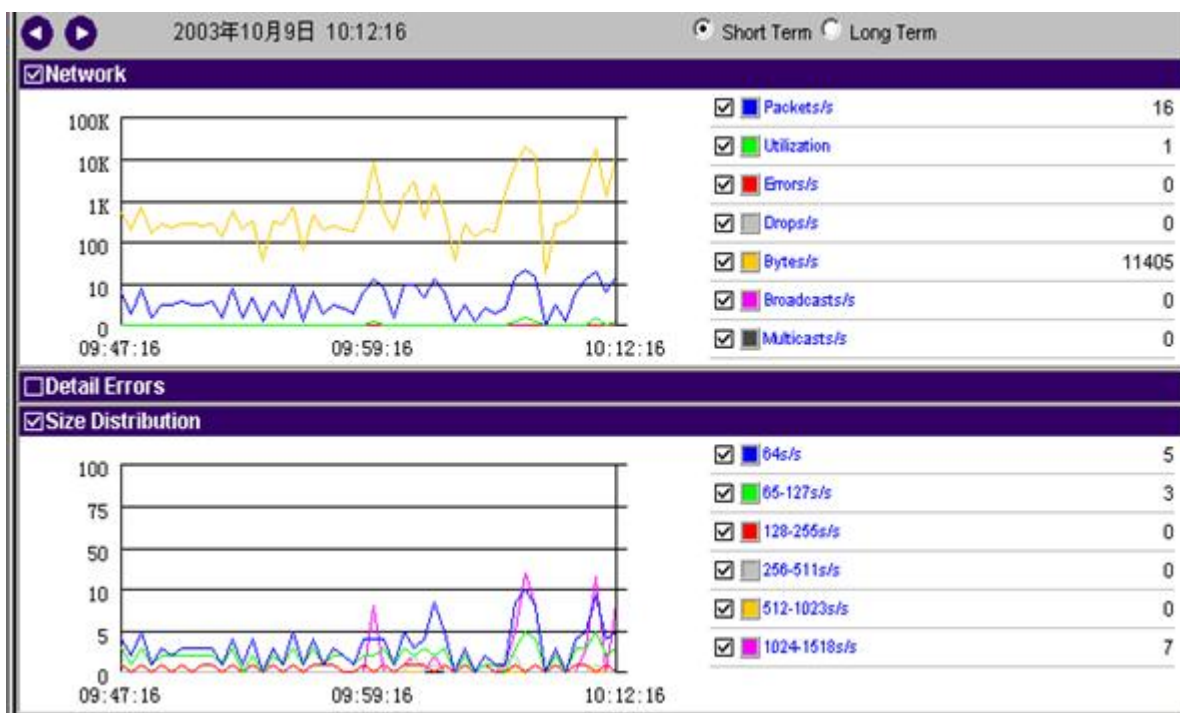 2003年10月9日 10:12:16 Short Term Long Term
Network
100K
10K
1K
100
10
0
09:47:16 09:59:16 10:12:16
Packets/s 16
Utilization 1
Errors/s 0
Drops/s 0
Bytes/s 11405
Broadcasts/s 0
Multicasts/s 0
Detail Errors
Size Distribution
100
75
50
10
5
0
09:47:16 09:59:16 10:12:16
64s/s 5
65-127s/s 3
128-255s/s 0
256-511s/s 0
512-1023s/s 0
1024-1518s/s 7